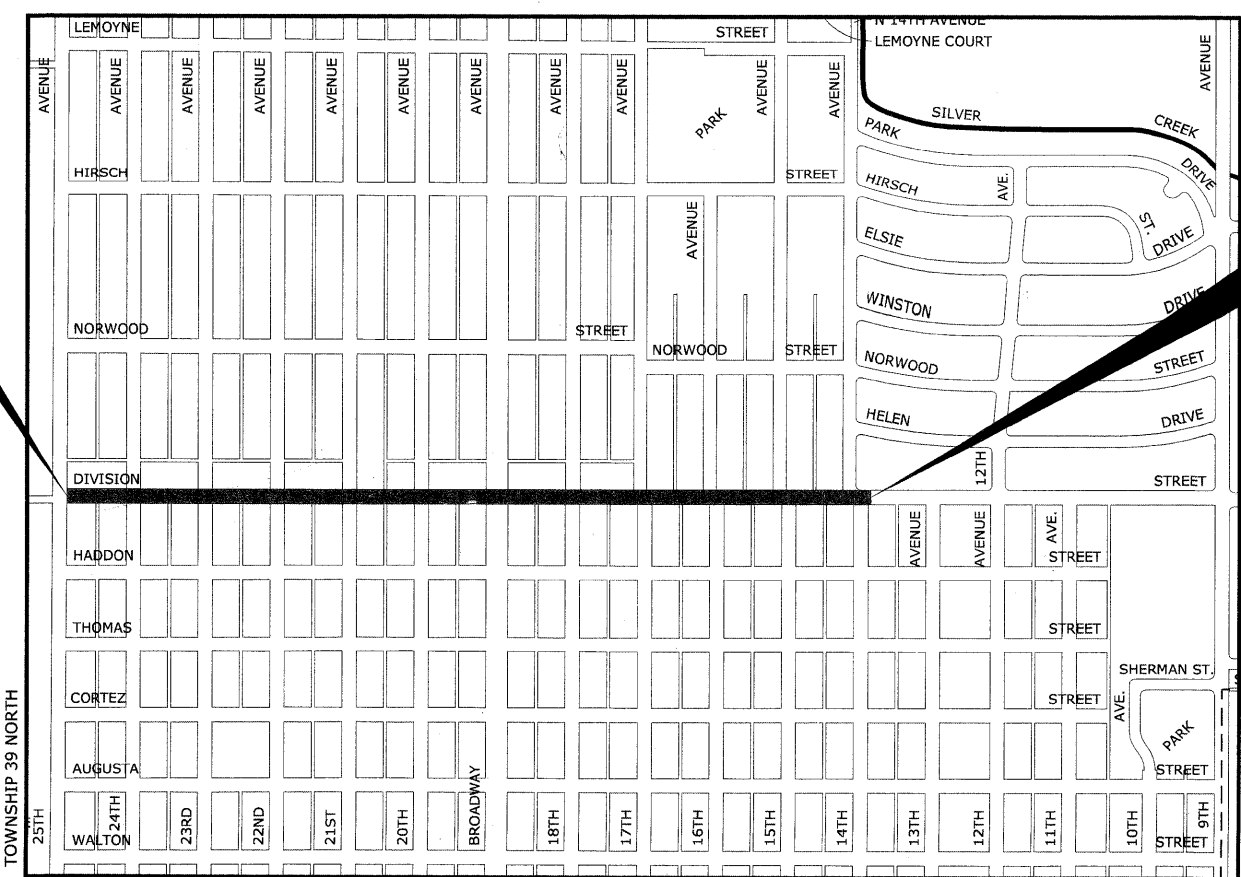 N 14TH AVENUE
LEMOYNE
STREET
LEMOYNE COURT
AVENUE
AVENUE
AVENUE
AVENUE
AVENUE
AVENUE
AVENUE
AVENUE
AVENUE
AVENUE
AVENUE
AVENUE
PARK
SILVER
CREEK
PARK
DRIVE
HIRSCH
STREET
HIRSCH
AVE.
ST.
AVENUE
ELSIE
DRIVE
WINSTON
DRIVE
NORWOOD
STREET
NORWOOD
STREET
NORWOOD
STREET
HELEN
DRIVE
DIVISION
12TH
STREET
AVENUE
AVENUE
AVE.
HADDON
STREET
THOMAS
STREET
SHERMAN ST.
CORTEZ
STREET
AVE.
PARK
AUGUSTA
STREET
TOWNSHIP 39 NORTH
25TH
WALTON
24TH
23RD
22ND
21ST
20TH
BROADWAY
18TH
17TH
16TH
15TH
14TH
13TH
12TH
11TH
10TH
STREET
9TH